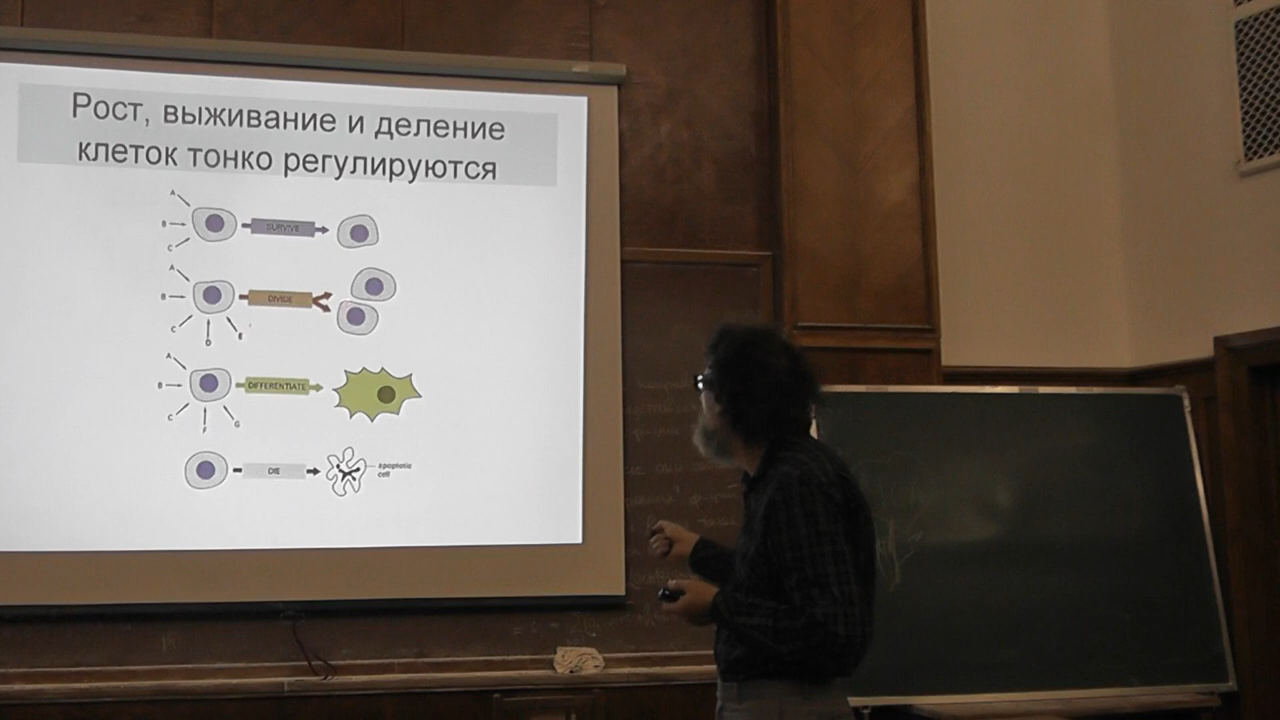 Рост, выживание и деление
клеток тонко регулируются
A
B
C
SURVIVE
A
B
C
D
E
DIVIDE
A
B
C
F
G
DIFFERENTIATE
DIE
apoptotic
cell